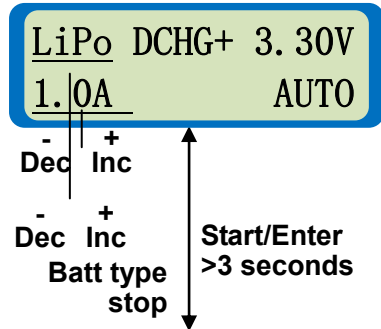 LiPo DCHG+ 3.30V
1.0A AUTO
- +
Dec Inc
- +
Dec Inc
Batt type
stop
Start/Enter
>3 seconds